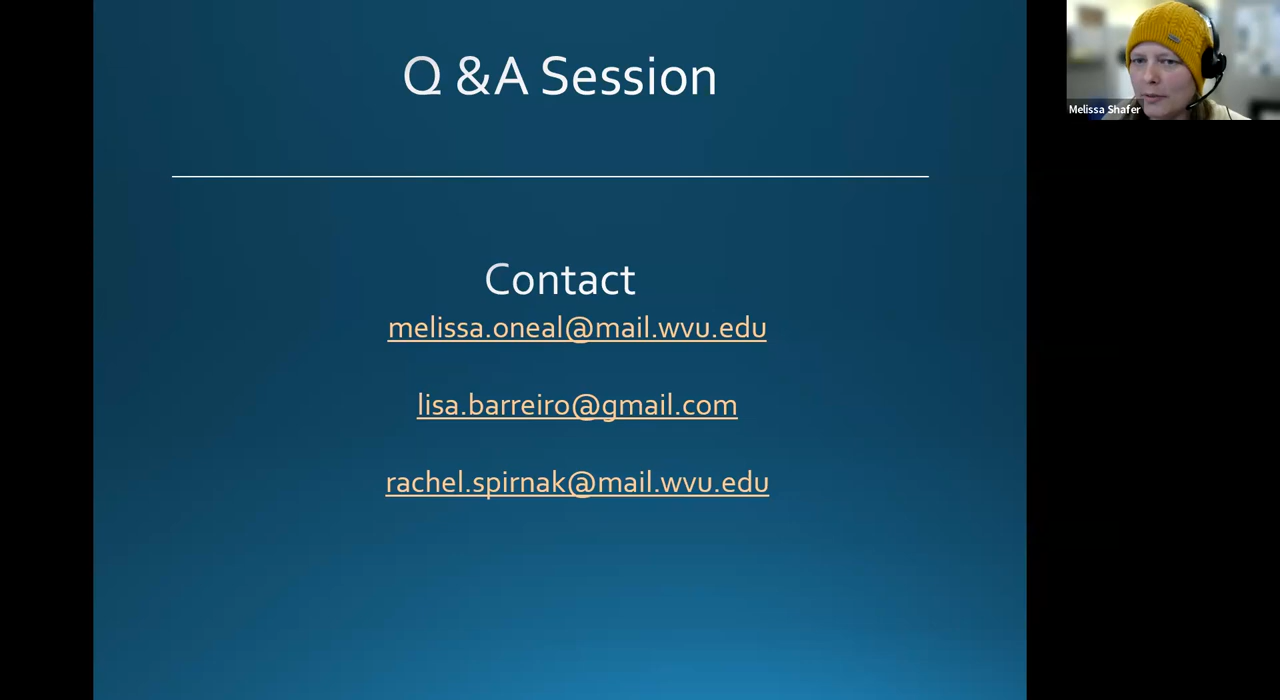 Q &A Session
Contact
melissa.oneal@mail.wvu.edu
lisa.barreiro@gmail.com
rachel.spirnak@mail.wvu.edu
Melissa Shafer